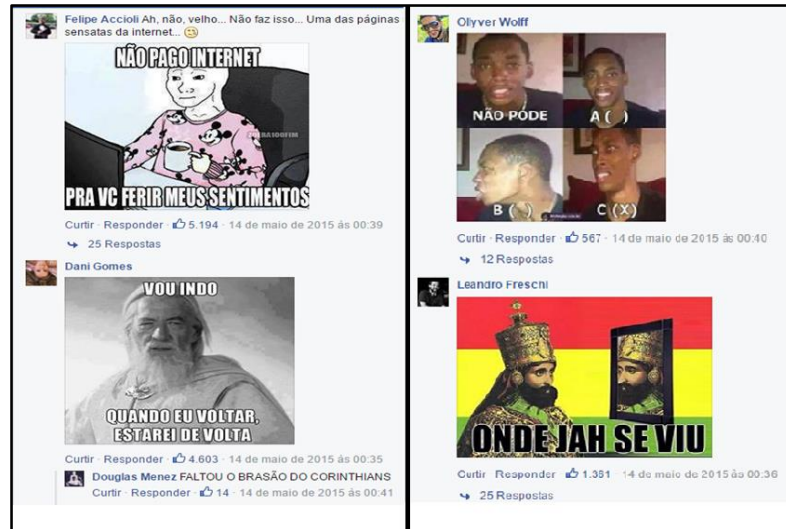 Felipe Accioli Ah, não, velho... Não faz isso... Uma das páginas
sensatas da internet...
NÃO PAGO INTERNET
PRA VC FERIR MEUS SENTIMENTOS
Curtir · Responder · 5.194 · 14 de maio de 2015 às 00:39
25 Respostas
Dani Gomes
VOU INDO
QUANDO EU VOLTAR,
ESTAREI DE VOLTA
Curtir · Responder · 4.603 · 14 de maio de 2015 às 00:35
Douglas Menez FALTOU O BRASÃO DO CORINTHIANS
Curtir · Responder · 14 · 14 de maio de 2015 às 00:41
Ollyver Wolff
NÃO PODE
A ( )
B ( )
C (X)
Curtir · Responder · 567 · 14 de maio de 2015 às 00:40
12 Respostas
Leandro Freschi
ONDE JAH SE VIU
Curtir · Responder · 1.381 · 14 de maio de 2015 às 00:36
25 Respostas